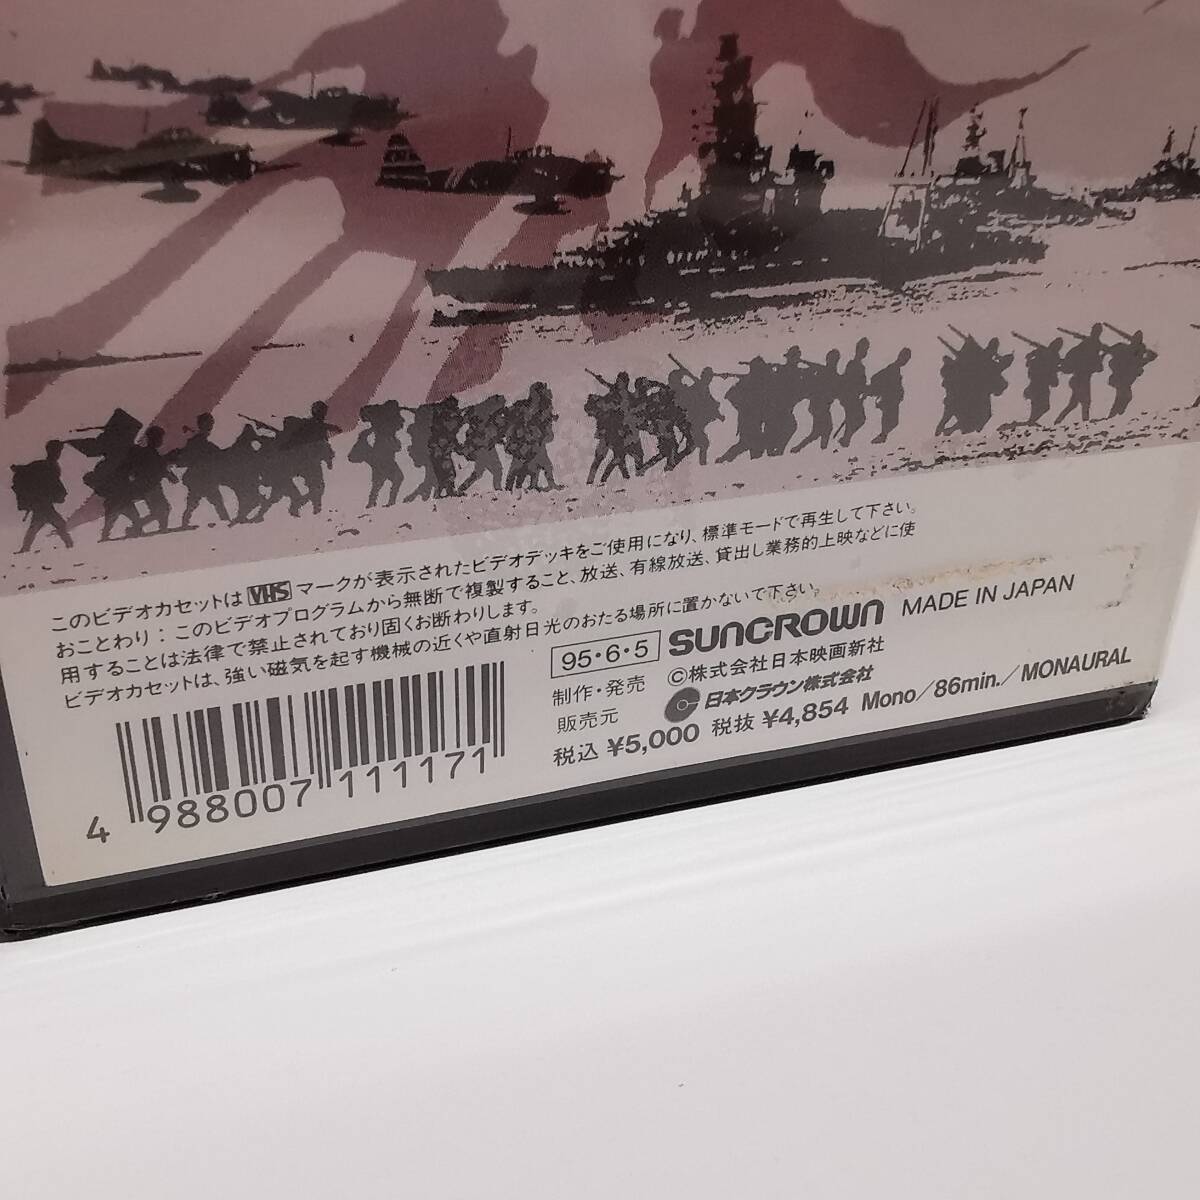 このビデオカセットは VHS マークが表示されたビデオデッキをご使用になり、標準モードで再生して下さい。
おことわり：このビデオプログラムから無断で複製すること、放送、有線放送、貸出し業務的上映などに使
用することは法律で禁止されており固くお断わりします。
ビデオカセットは、強い磁気を起す機械の近くや直射日光のおたる場所に置かないで下さい。
95・6・5 SUNCROWN MADE IN JAPAN
制作・発売 ©株式会社日本映画新社
販売元 日本クラウン株式会社
税込 ¥5,000 税抜 ¥4,854 Mono/86min./MONAURAL
4 988007 111171